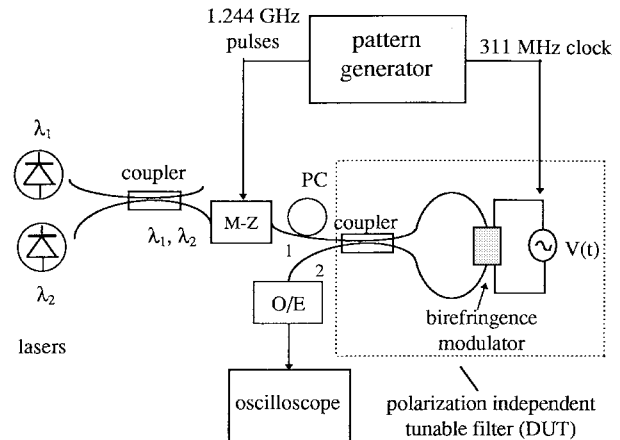 1.244 GHz
pulses
pattern
generator
311 MHz clock
λ1
coupler
PC
M-Z
coupler
λ1, λ2
1
V(t)
2
λ2
O/E
birefringence
modulator
lasers
oscilloscope
polarization independent
tunable filter (DUT)